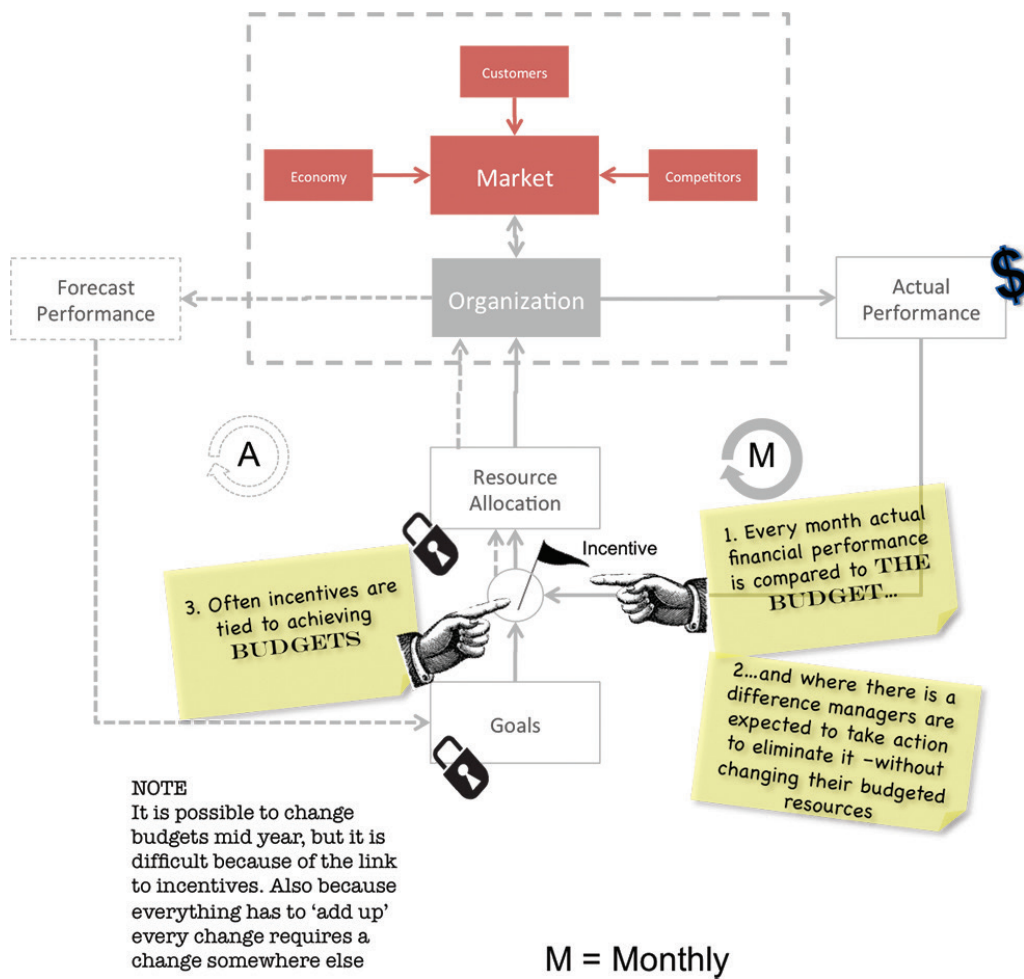 Customers
Economy
Market
Competitors
Forecast
Performance
Organization
Actual
Performance
$
A
M
Resource
Allocation
Incentive
1. Every month actual
financial performance
is compared to THE
BUDGET...
3. Often incentives are
tied to achieving
BUDGETS
2...and where there is a
difference managers are
expected to take action
to eliminate it –without
changing their budgeted
resources
Goals
NOTE
It is possible to change
budgets mid year, but it is
difficult because of the link
to incentives. Also because
everything has to ‘add up’
every change requires a
change somewhere else
M = Monthly